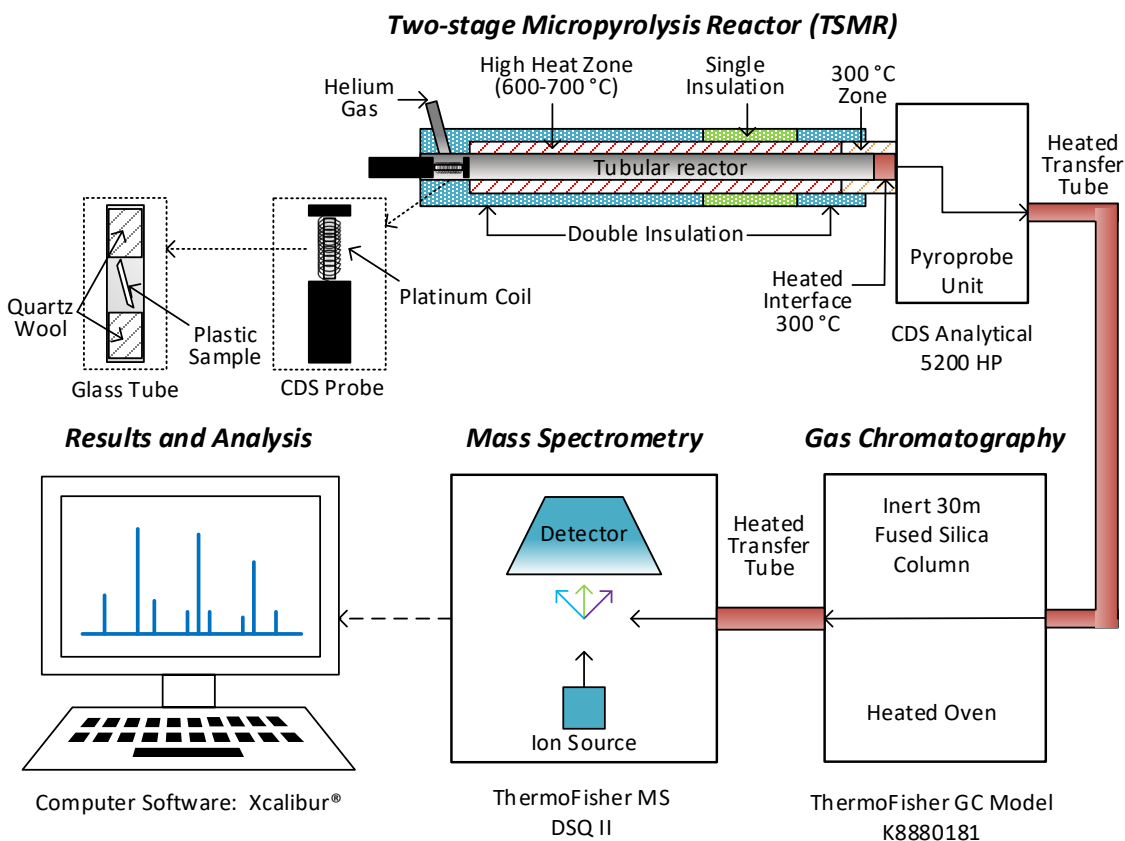 Two-stage Micropyrolysis Reactor (TSMR)
Helium
Gas
High Heat Zone
(600-700 °C)
Single
Insulation
300 °C
Zone
Heated
Transfer
Tube
Tubular reactor
Double Insulation
Heated
Interface
300 °C
Pyroprobe
Unit
CDS Analytical
5200 HP
Quartz
Wool
Plastic
Sample
Glass Tube
Platinum Coil
CDS Probe
Results and Analysis
Mass Spectrometry
Gas Chromatography
Detector
Ion Source
Heated
Transfer
Tube
Inert 30m
Fused Silica
Column
Heated Oven
Computer Software: Xcalibur®
ThermoFisher MS
DSQ II
ThermoFisher GC Model
K8880181